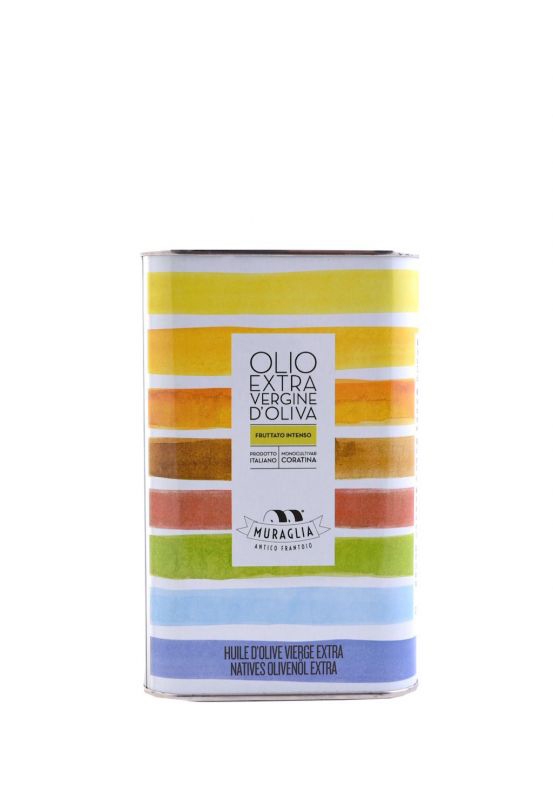 OLIO
EXTRA
VERGINE
D'OLIVA
FRUTTATO INTENSO
PRODOTTO
ITALIANO
MONOCULTIVAR
CORATINA
MURAGLIA
ANTICO FRANTOIO
HUILE D'OLIVE VIERGE EXTRA
NATIVES OLIVENÖL EXTRA